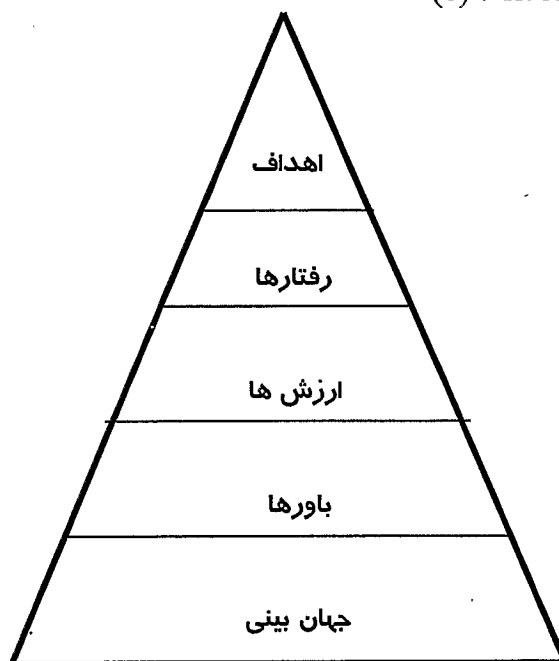 اهداف
رفتارها
ارزش ها
باورها
جهان بینی